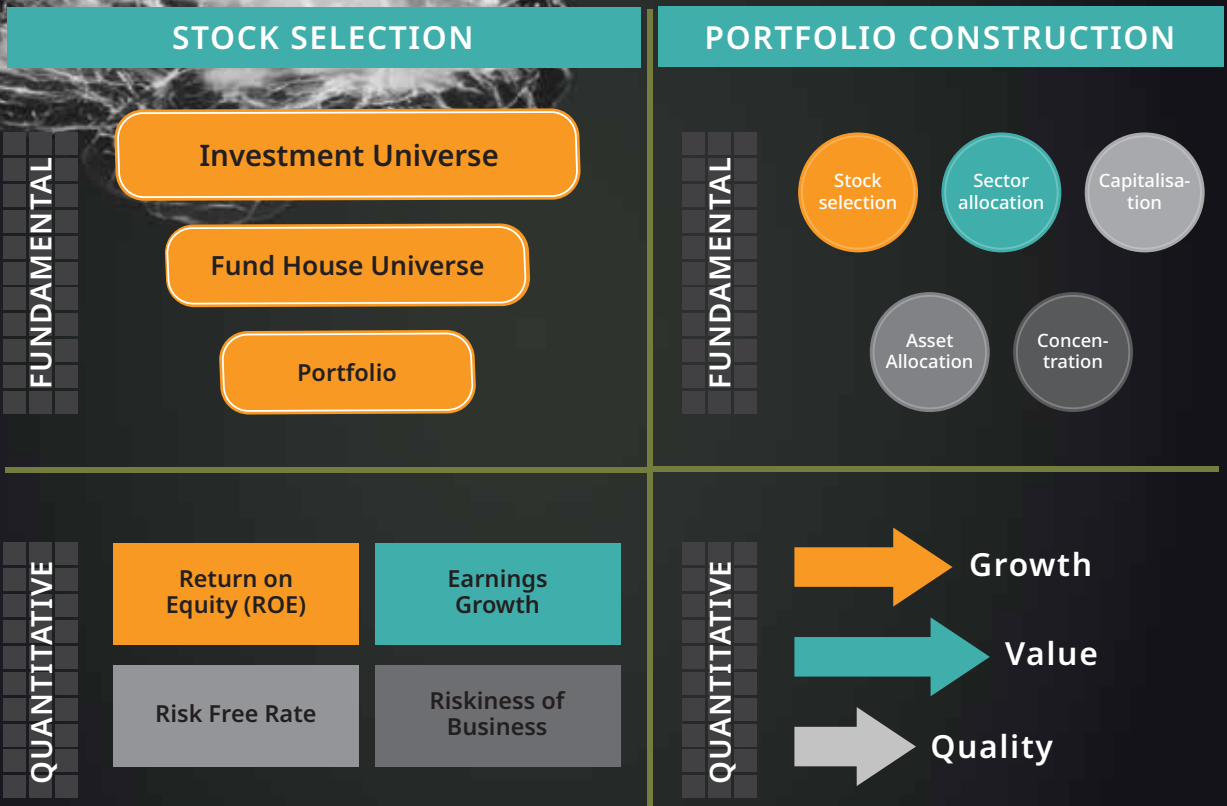 STOCK SELECTION
PORTFOLIO CONSTRUCTION
FUNDAMENTAL
Investment Universe
Fund House Universe
Portfolio
FUNDAMENTAL
Stock
selection
Sector
allocation
Capitalisa-
tion
Asset
Allocation
Concen-
tration
QUANTITATIVE
Return on
Equity (ROE)
Earnings
Growth
Risk Free Rate
Riskiness of
Business
QUANTITATIVE
Growth
Value
Quality